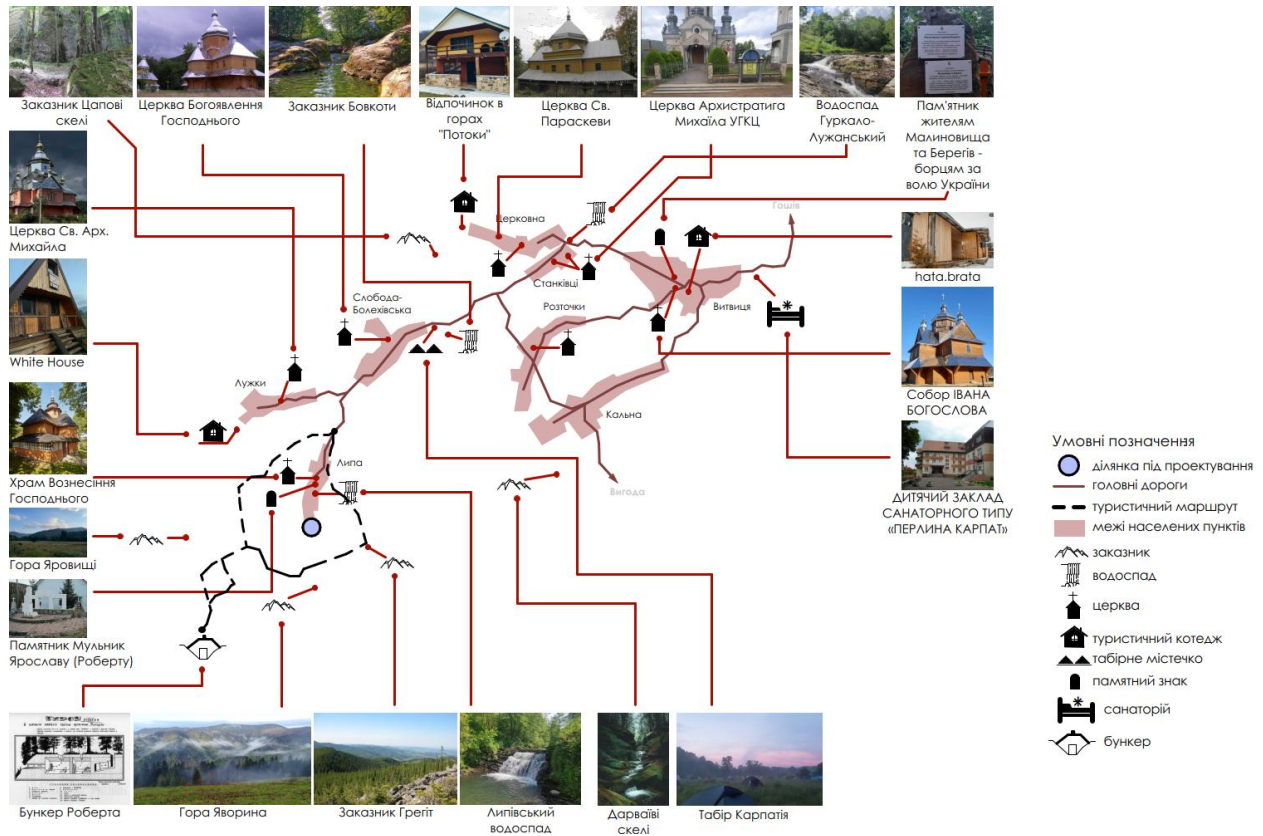 Заказник Цапові
скелі
Церква Богоявлення
Господнього
Заказник Бовкоти
Відпочинок в
горах
"Потоки"
Церква Св.
Параскеви
Церква Архистратига
Михаїла УГКЦ
Водоспад
Гуркало-
Лужанський
Пам'ятник
жителям
Малиновища
та Берегів -
борцям за
волю України
Церква Св. Арх.
Михайла
White House
Храм Вознесіння
Господнього
Гора Яровищі
Памятник Мульник
Ярославу (Роберту)
Церковна
Гошів
Станківці
Слобода-
Болехівська
Розточки
Витвиця
Лужки
Кальна
Липа
Вигода
hata.brata
Собор ІВАНА
БОГОСЛОВА
ДИТЯЧИЙ ЗАКЛАД
САНАТОРНОГО ТИПУ
«ПЕРЛИНА КАРПАТ»
Умовні позначення
ділянка під проектування
головні дороги
туристичний маршрут
межі населених пунктів
заказник
водоспад
церква
туристичний котедж
табірне містечко
памятний знак
санаторій
бункер
Бункер Роберта
Гора Яворина
Заказник Грегіт
Липівський
водоспад
Дарваїві
скелі
Табір Карпатія